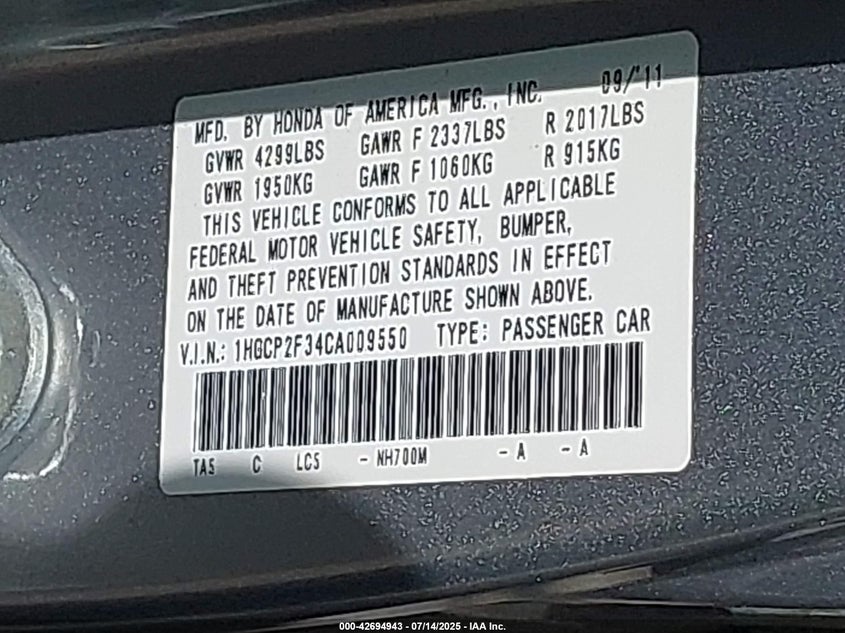 MFD. BY HONDA OF AMERICA MFG., INC. 09/'11
GVWR 4299LBS GAWR F 2337LBS R 2017LBS
GVWR 1950KG GAWR F 1060KG R 915KG
THIS VEHICLE CONFORMS TO ALL APPLICABLE
FEDERAL MOTOR VEHICLE SAFETY, BUMPER,
AND THEFT PREVENTION STANDARDS IN EFFECT
ON THE DATE OF MANUFACTURE SHOWN ABOVE.
V.I.N.: 1HGCP2F34CA009550 TYPE: PASSENGER CAR
TA5 C LC5 - NH700M - A - A
000-42694943 - 07/14/2025 - IAA Inc.